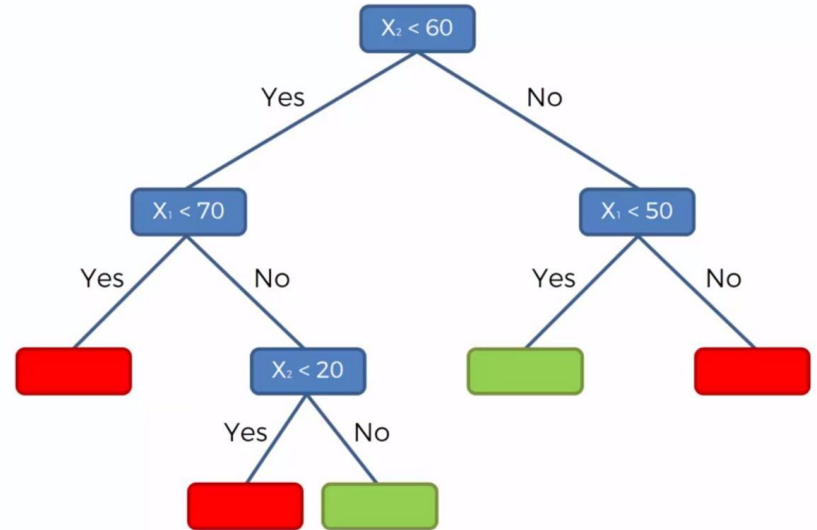 X₂ < 60
Yes
No
X₁ < 70
X₁ < 50
Yes
No
Yes
No
X₂ < 20
Yes
No